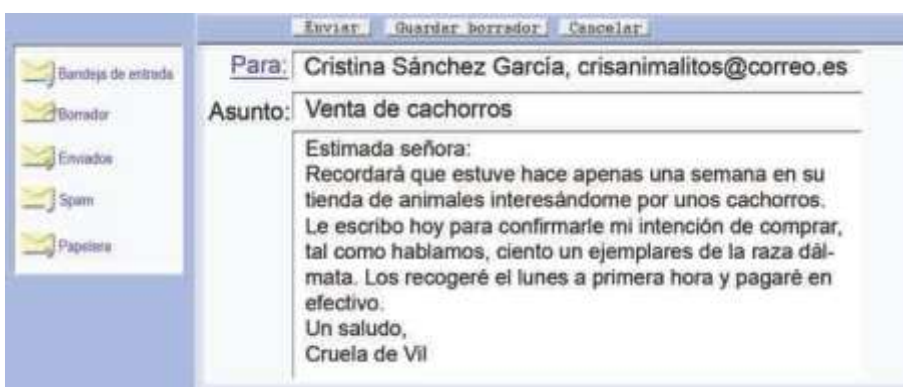 Enviar Guardar borrador Cancelar
Bandeja de entrada
Borrador
Enviados
Spam
Papelera
Para: Cristina Sánchez García, crisanimalitos@correo.es
Asunto: Venta de cachorros
Estimada señora:
Recordará que estuve hace apenas una semana en su
tienda de animales interesándome por unos cachorros.
Le escribo hoy para confirmarle mi intención de comprar,
tal como hablamos, ciento un ejemplares de la raza dál-
mata. Los recogeré el lunes a primera hora y pagaré en
efectivo.
Un saludo,
Cruela de Vil